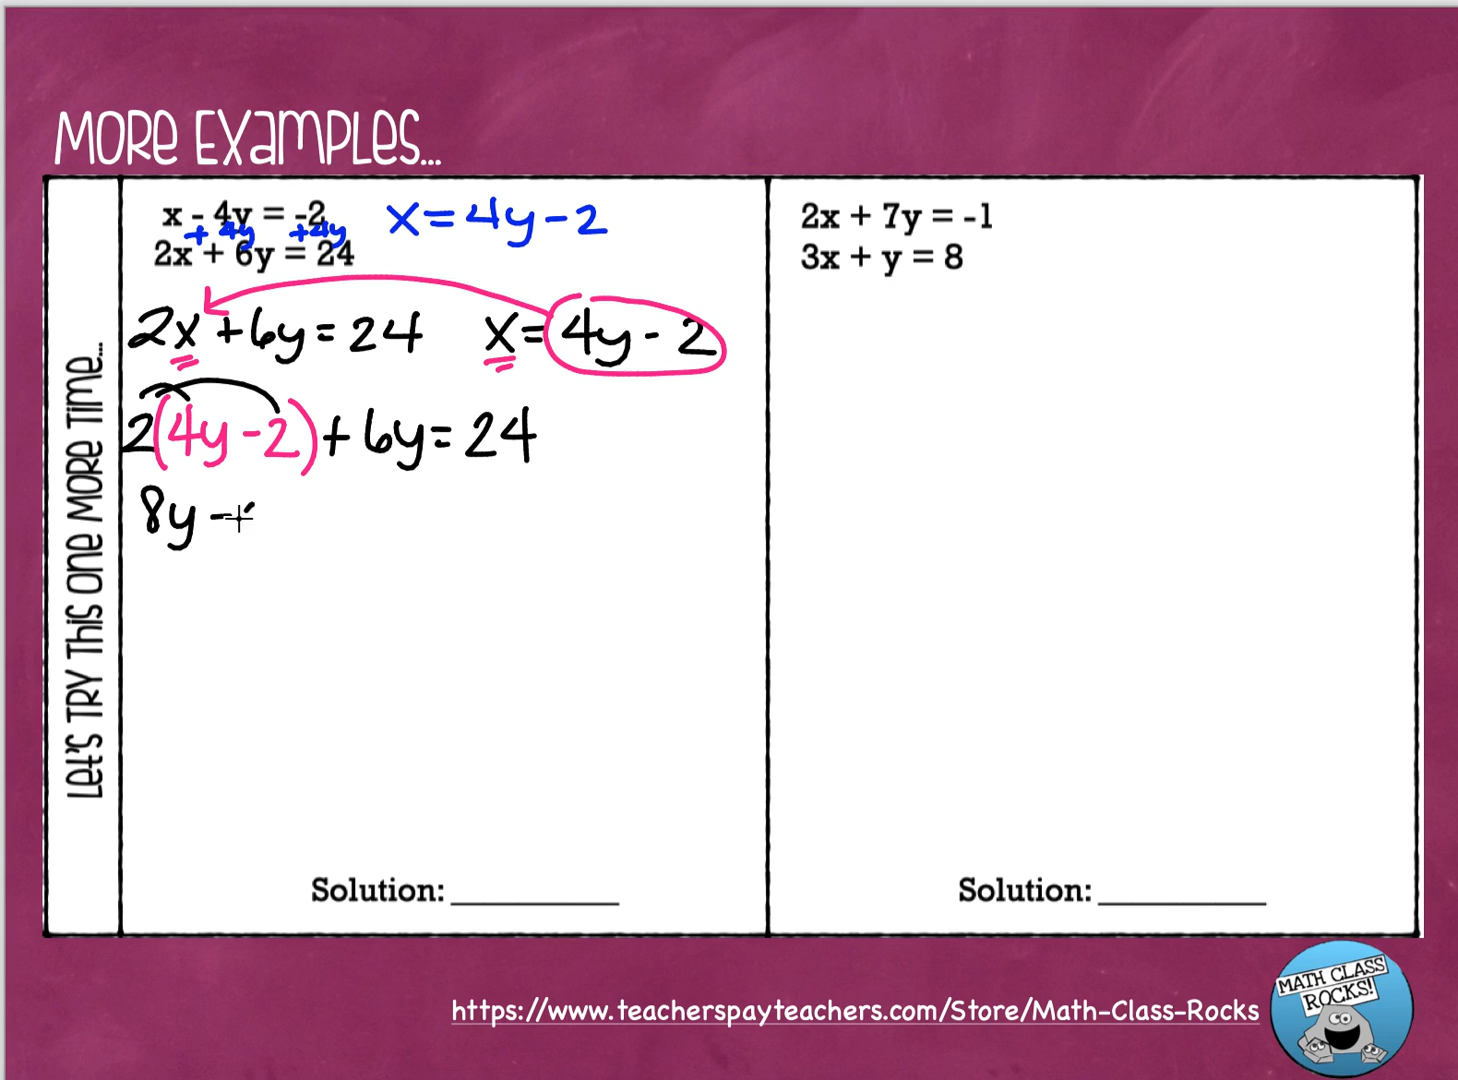 MORE EXAMPLES...
LET'S TRY THIS ONE MORE TIME...
x - 4y = -2
+ 4y +4y
x = 4y - 2
2x + 6y = 24
2x + 6y = 24 x = 4y - 2
2(4y - 2) + 6y = 24
8y -
Solution: __________
2x + 7y = -1
3x + y = 8
Solution: __________
https://www.teacherspayteachers.com/Store/Math-Class-Rocks
MATH CLASS
ROCKS!